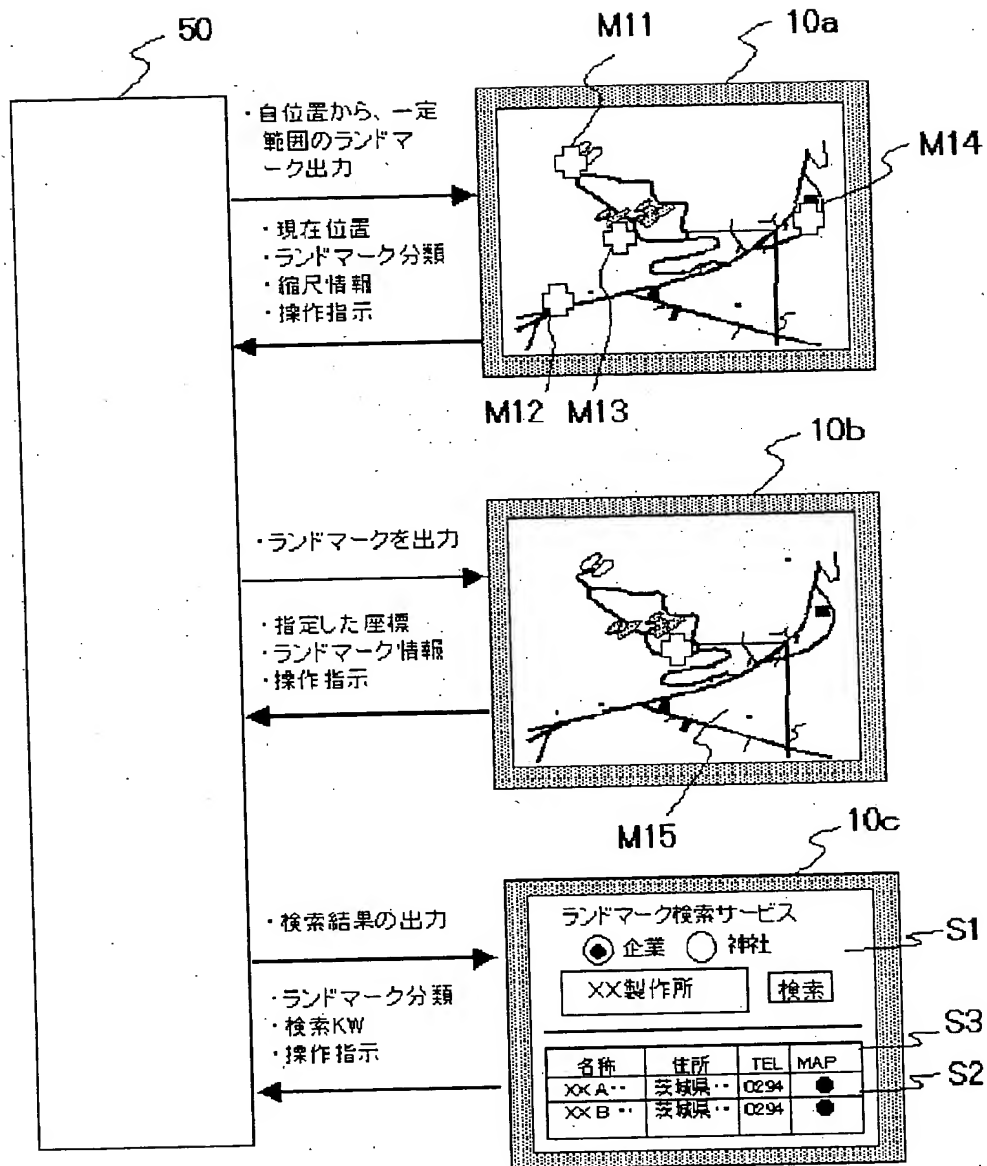 50
M11
10a
・自位置から、一定
範囲のランドマ
ーク出力
M14
・現在位置
・ランドマーク分類
・縮尺情報
・操作指示
M12
M13
10b
・ランドマークを出力
・指定した座標
・ランドマーク情報
・操作指示
M15
10c
・検索結果の出力
ランドマーク検索サービス
企業 神社
S1
XX製作所 検索
・ランドマーク分類
・検索KW
・操作指示
S3
名称 住所 TEL MAP
S2
XX A・・ 茨城県・・ 0294 ●
XX B・・ 茨城県・・ 0294 ●